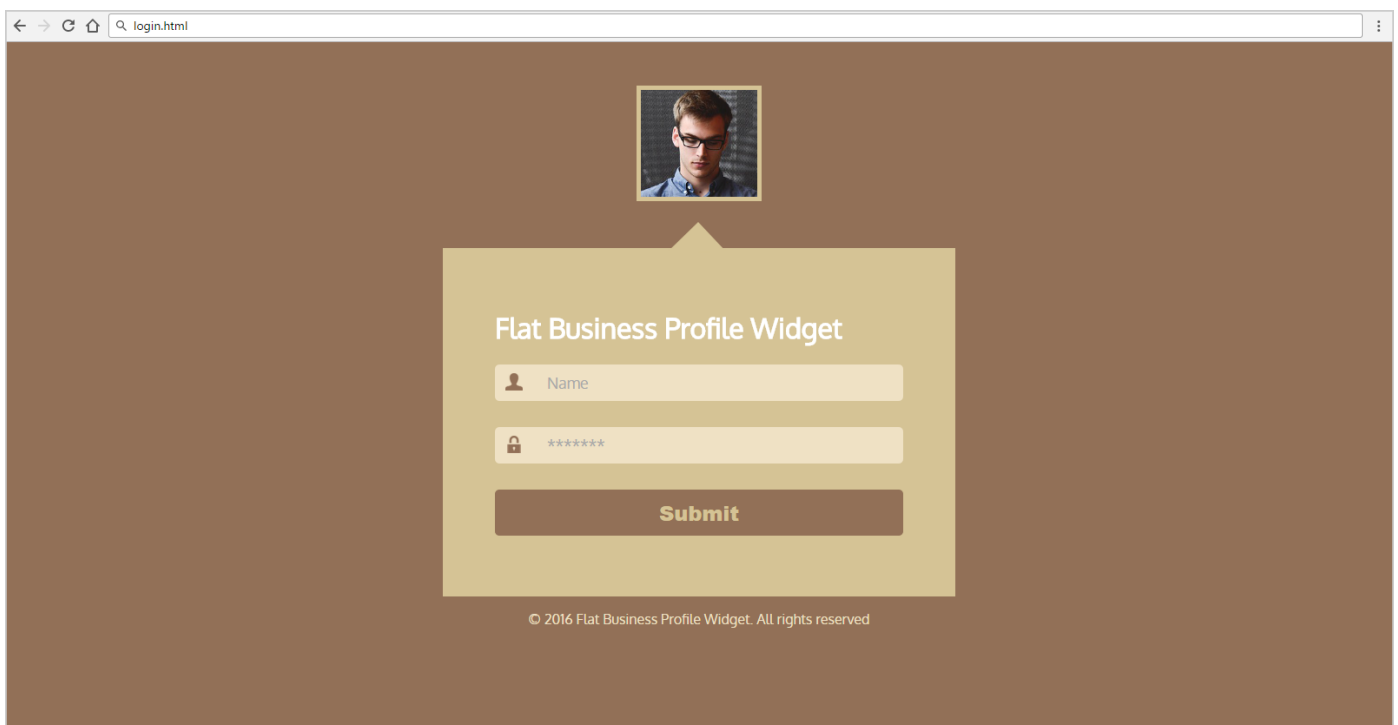 login.html
Flat Business Profile Widget
Name
*******
Submit
© 2016 Flat Business Profile Widget. All rights reserved